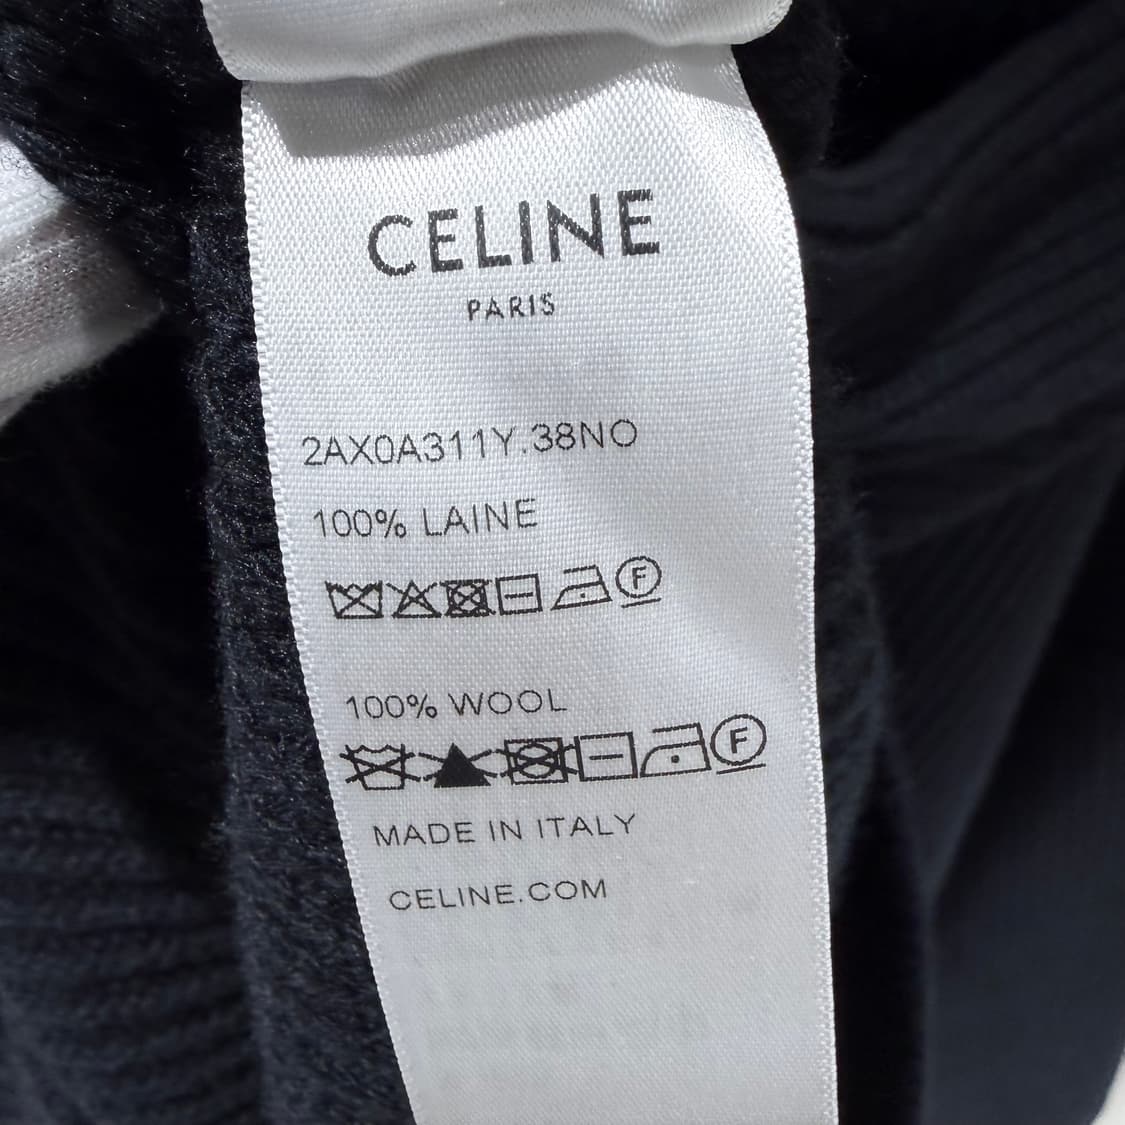 CELINE
PARIS
2AX0A311Y.38NO
100% LAINE
F
100% WOOL
F
MADE IN ITALY
CELINE.COM